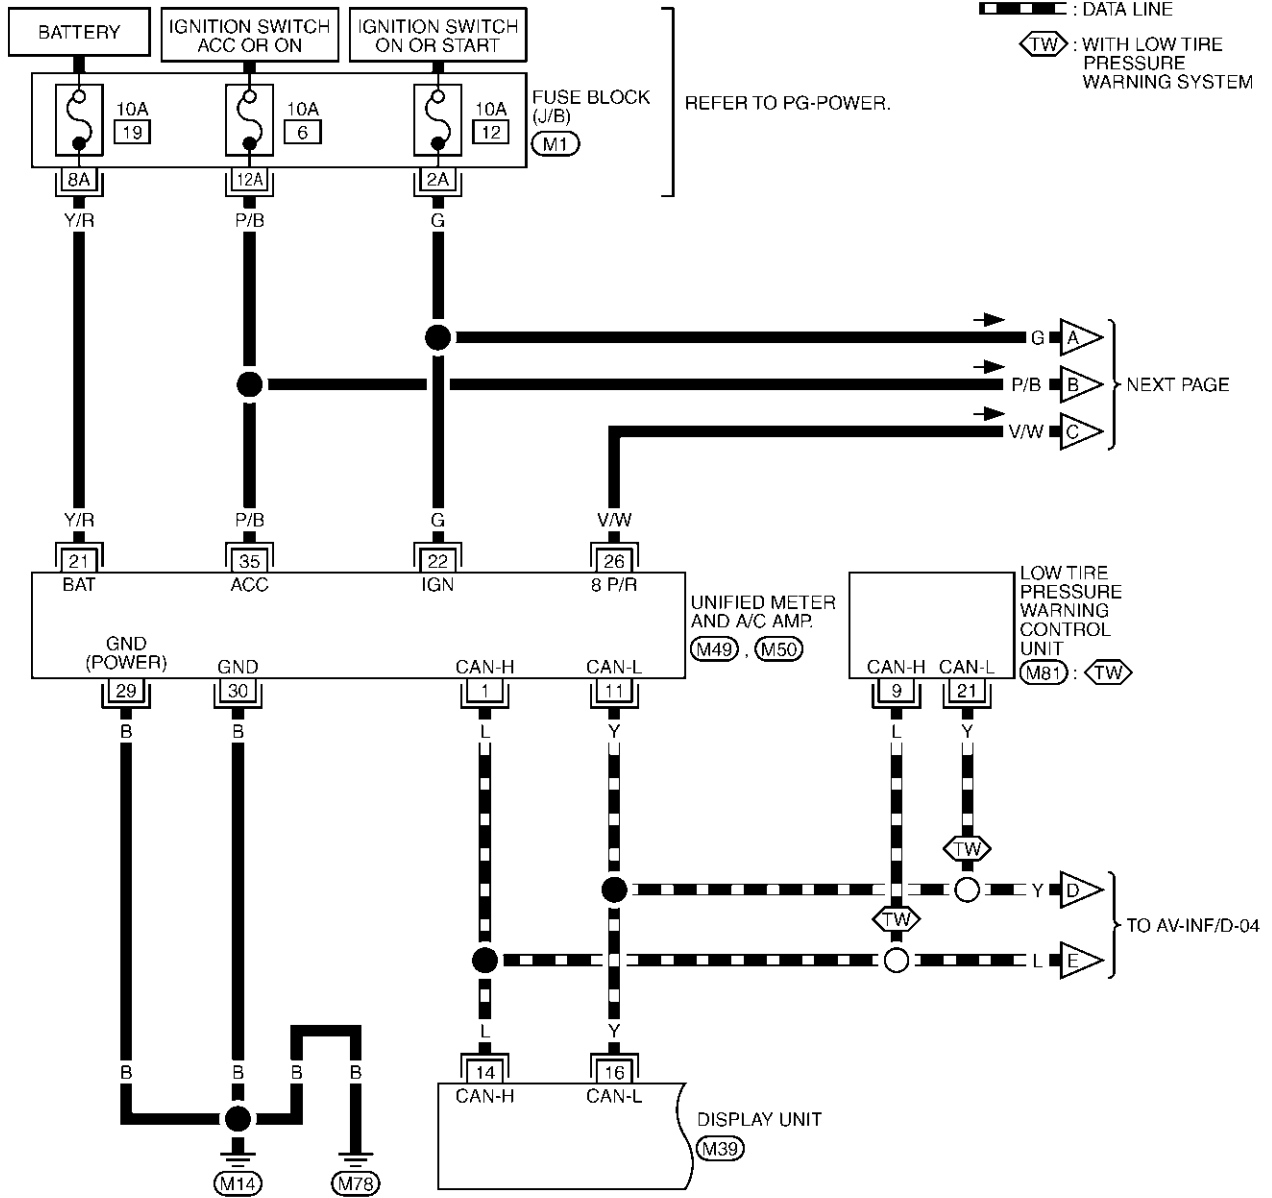 BATTERY
IGNITION SWITCH
ACC OR ON
IGNITION SWITCH
ON OR START
: DATA LINE
TW : WITH LOW TIRE
PRESSURE
WARNING SYSTEM
10A
19
10A
6
10A
12
FUSE BLOCK
(J/B)
M1
REFER TO PG-POWER.
8A
12A
2A
Y/R
P/B
G
G
A
P/B
B
NEXT PAGE
V/W
C
Y/R
P/B
G
V/W
21
35
22
26
BAT
ACC
IGN
8 P/R
UNIFIED METER
AND A/C AMP.
M49 , M50
LOW TIRE
PRESSURE
WARNING
CONTROL
UNIT
M81 : TW
GND
(POWER)
GND
CAN-H
CAN-L
CAN-H
CAN-L
29
30
1
11
9
21
B
B
L
Y
L
Y
TW
Y
D
TW
TO AV-INF/D-04
L
E
L
Y
B
B
B
B
14
16
CAN-H
CAN-L
DISPLAY UNIT
M39
M14
M78